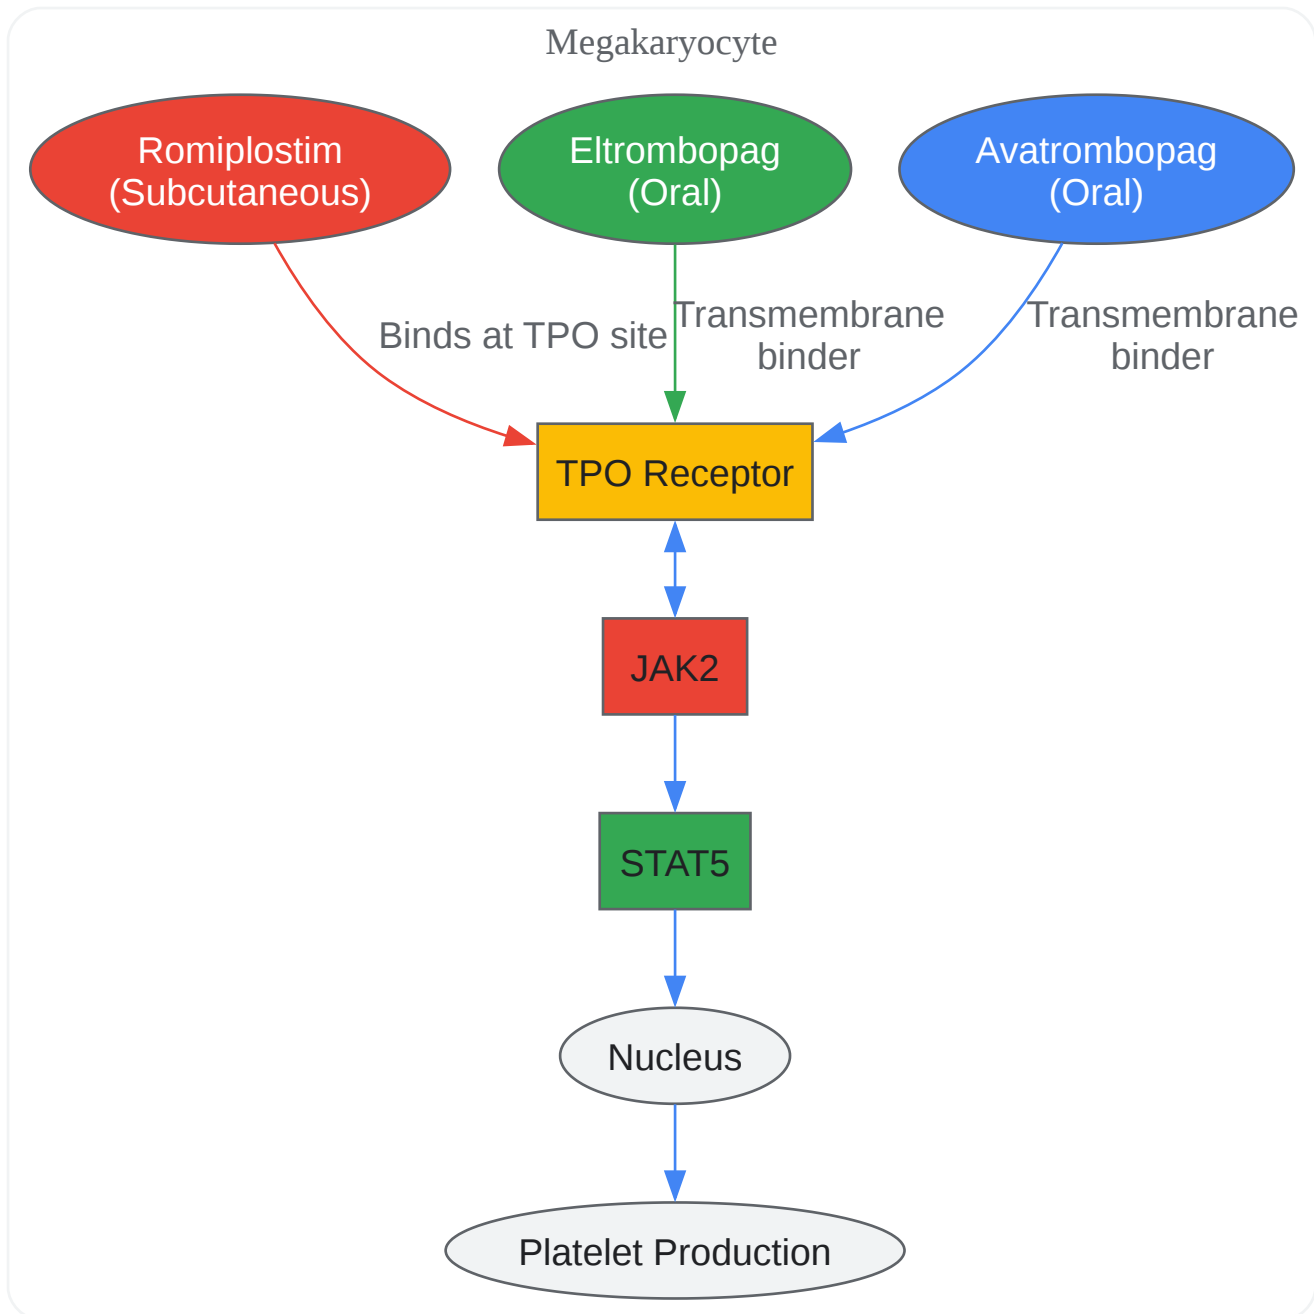 Megakaryocyte
Romiplostim
(Subcutaneous)
Eltrombopag
(Oral)
Avatrombopag
(Oral)
Binds at TPO site
Transmembrane
binder
Transmembrane
binder
TPO Receptor
JAK2
STAT5
Nucleus
Platelet Production